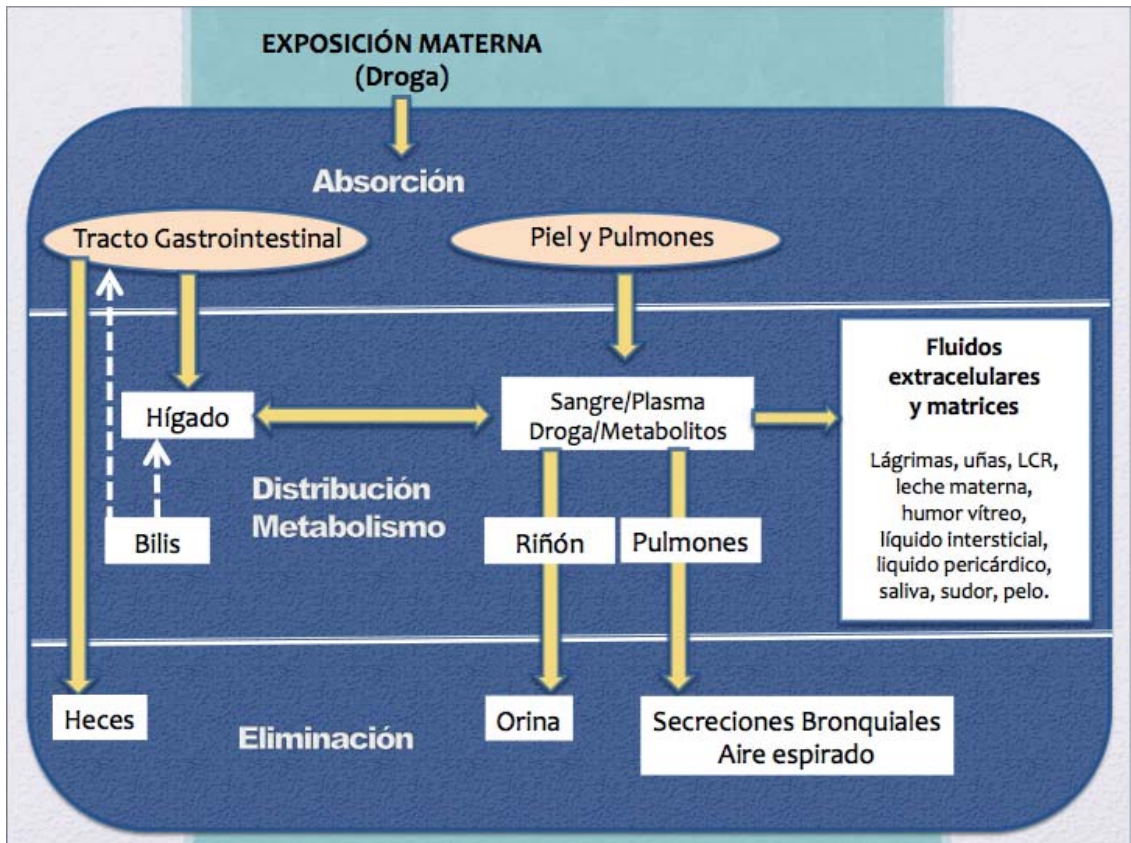 EXPOSICIÓN MATERNA
(Droga)
Absorción
Tracto Gastrointestinal
Piel y Pulmones
Hígado
Sangre/Plasma
Droga/Metabolitos
Fluidos
extracelulares
y matrices
Lágrimas, uñas, LCR,
leche materna,
humor vítreo,
líquido intersticial,
liquido pericárdico,
saliva, sudor, pelo.
Distribución
Metabolismo
Bilis
Riñón
Pulmones
Heces
Eliminación
Orina
Secreciones Bronquiales
Aire espirado